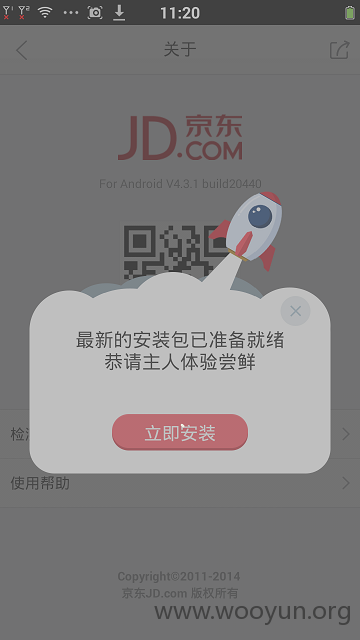 11:20
关于
JD.京东
.COM
For Android V4.3.1 build20440
最新的安装包已准备就绪
恭请主人体验尝鲜
立即安装
检
使用帮助
Copyright©2011-2014
京东JD.com 版权所有
www.wooyun.org